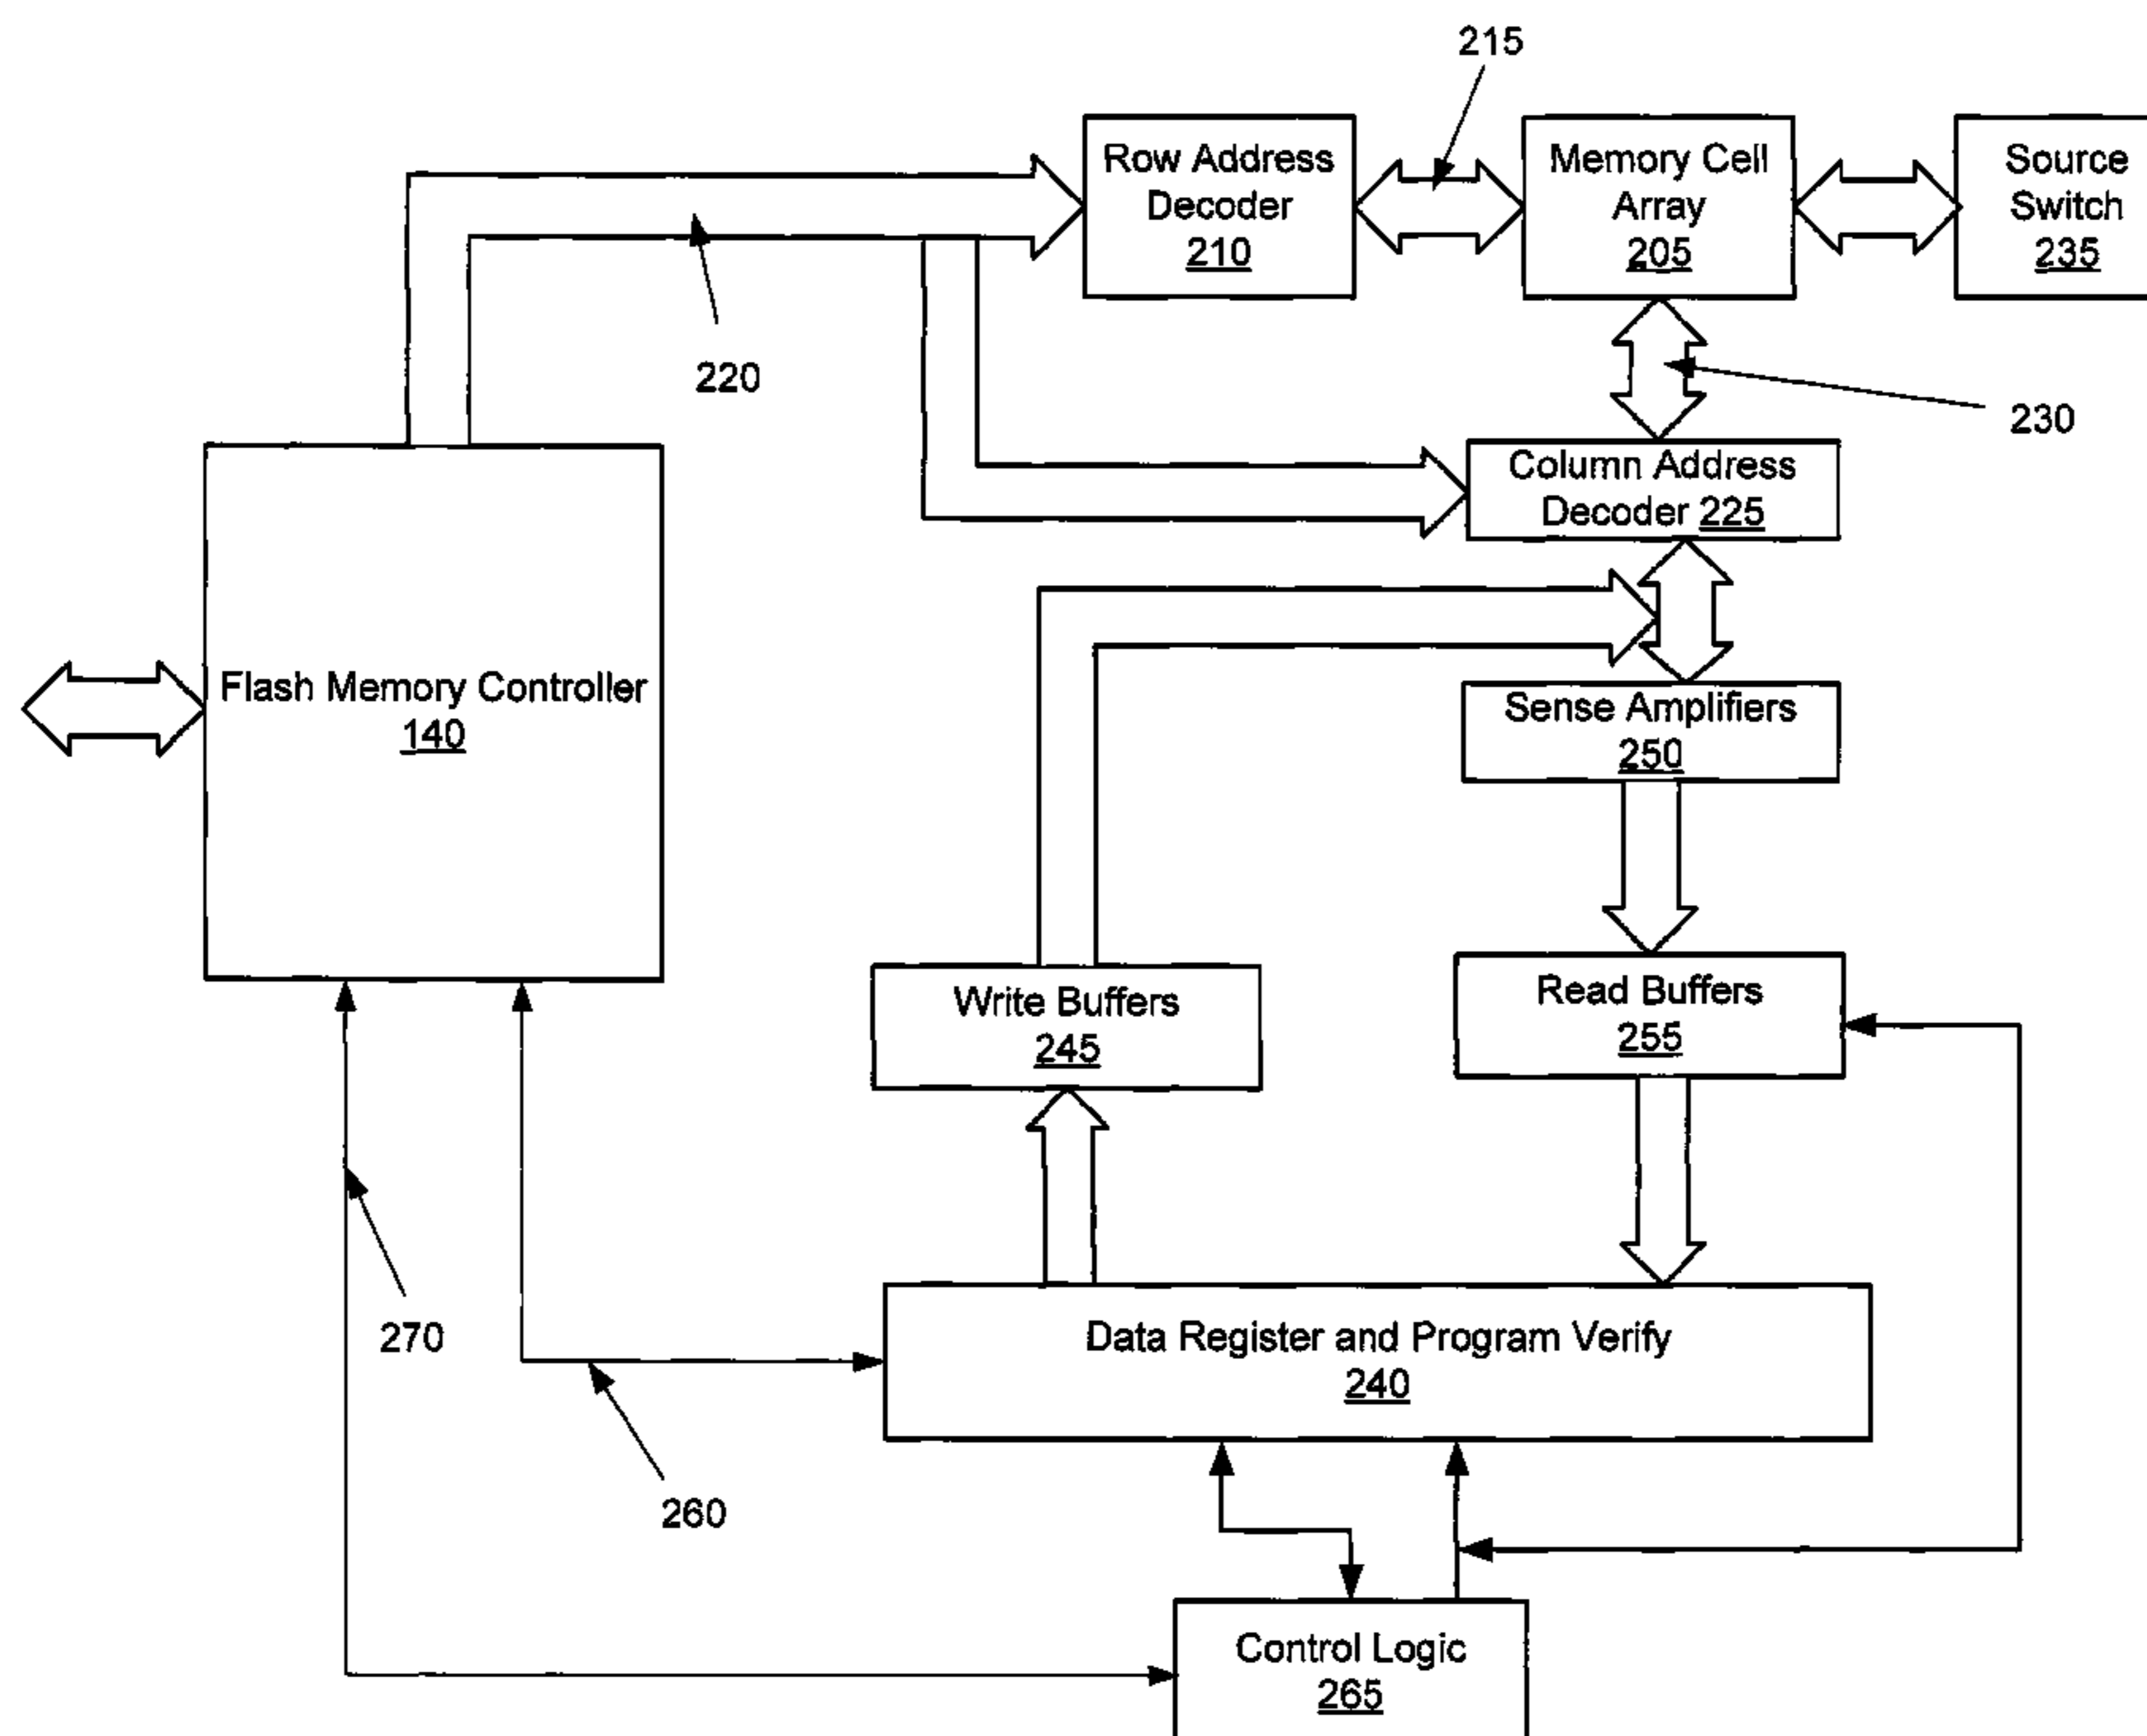 215
Row Address
Decoder
210
Memory Cell
Array
205
Source
Switch
235
220
230
Column Address
Decoder 225
Flash Memory Controller
140
Sense Amplifiers
250
Write Buffers
245
Read Buffers
255
270
Data Register and Program Verify
240
260
Control Logic
265